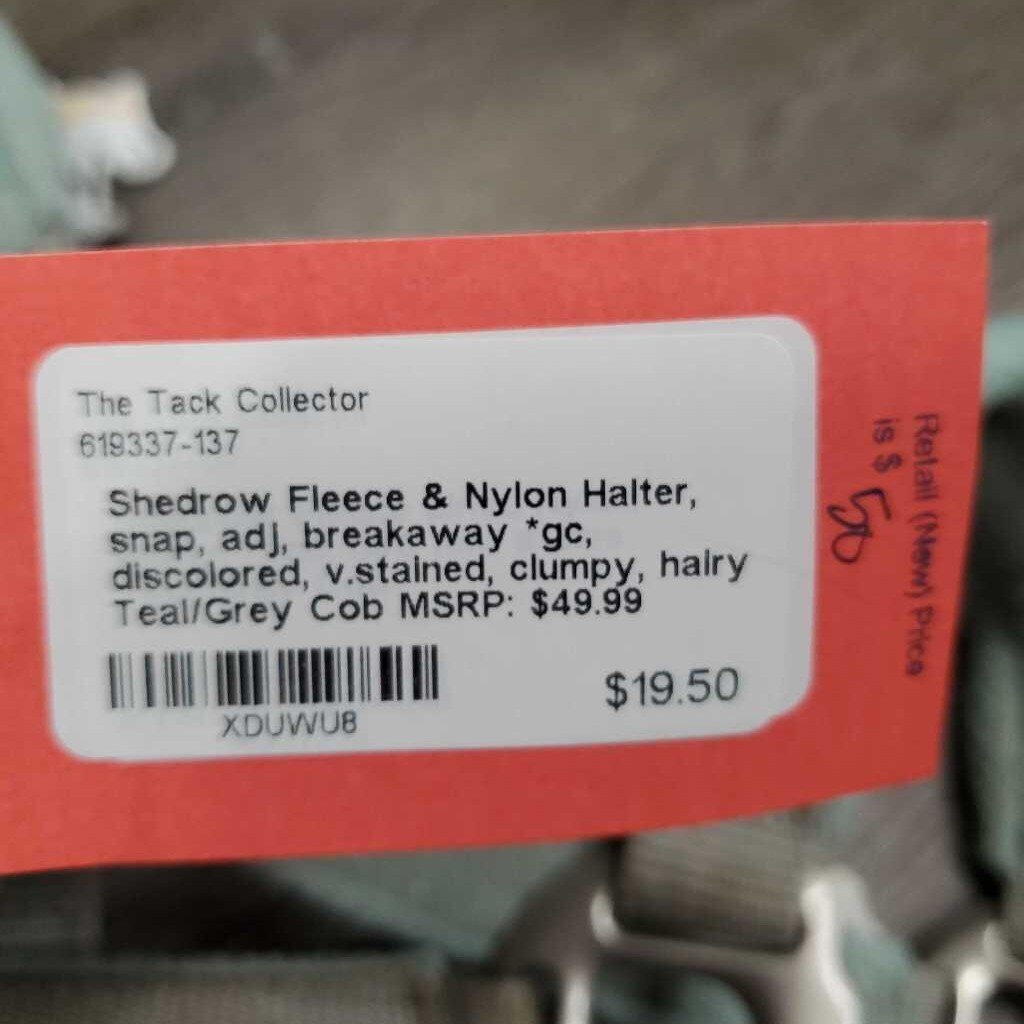 The Tack Collector
619337-137
Shedrow Fleece & Nylon Halter,
snap, adj, breakaway *gc,
discolored, v.stained, clumpy, hairy
Teal/Grey Cob MSRP: $49.99
$19.50
XDUWU8
Retail (New) Price
is $ 50